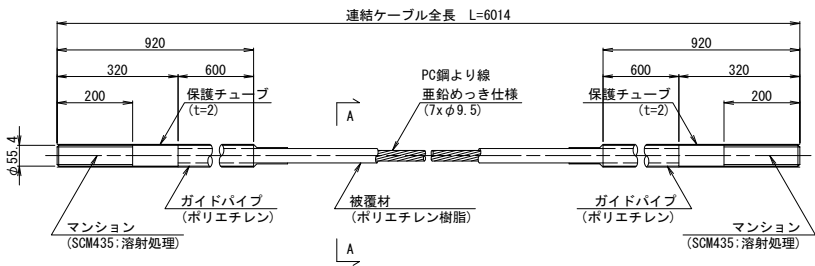 連結ケーブル全長 L=6014
920
920
320
600
600
320
200
保護チューブ
(t=2)
A
PC鋼より線
亜鉛めっき仕様
(7xφ9.5)
保護チューブ
(t=2)
200
φ55.4
ガイドパイプ
(ポリエチレン)
被覆材
(ポリエチレン樹脂)
ガイドパイプ
(ポリエチレン)
マンション
(SCM435;溶射処理)
A
マンション
(SCM435;溶射処理)